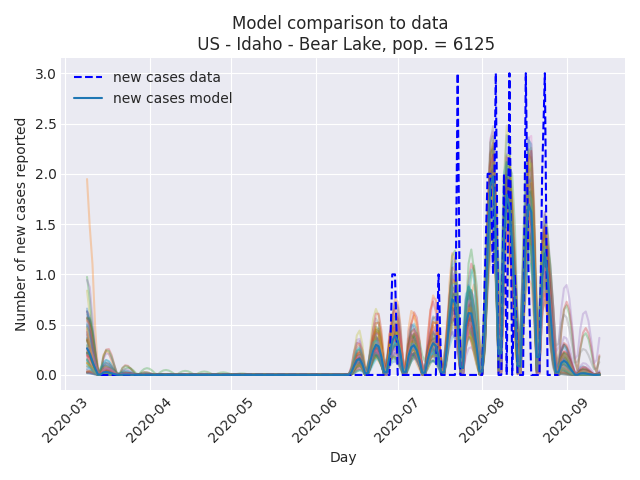 Model comparison to data
US - Idaho - Bear Lake, pop. = 6125
Number of new cases reported
3.0
2.5
2.0
1.5
1.0
0.5
0.0
new cases data
new cases model
2020-03
2020-04
2020-05
2020-06
2020-07
2020-08
2020-09
Day